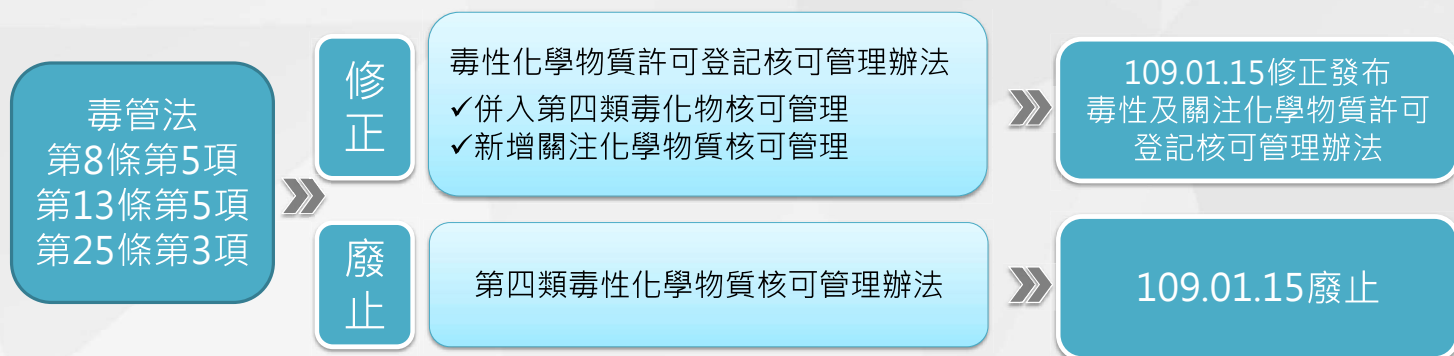 毒管法
第8條第5項
第13條第5項
第25條第3項
修
正
毒性化學物質許可登記核可管理辦法
✓併入第四類毒化物核可管理
✓新增關注化學物質核可管理
109.01.15修正發布
毒性及關注化學物質許可
登記核可管理辦法
廢
止
第四類毒性化學物質核可管理辦法
109.01.15廢止